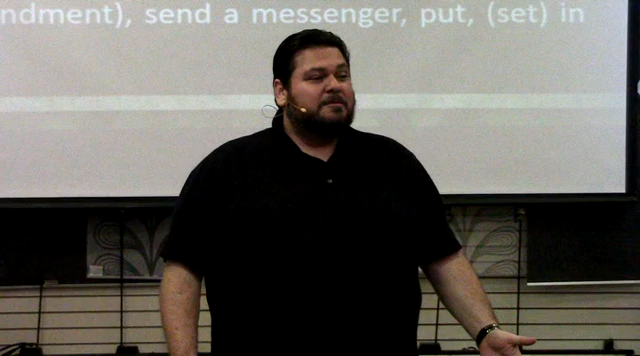 ndment), send a messenger, put, (set) in